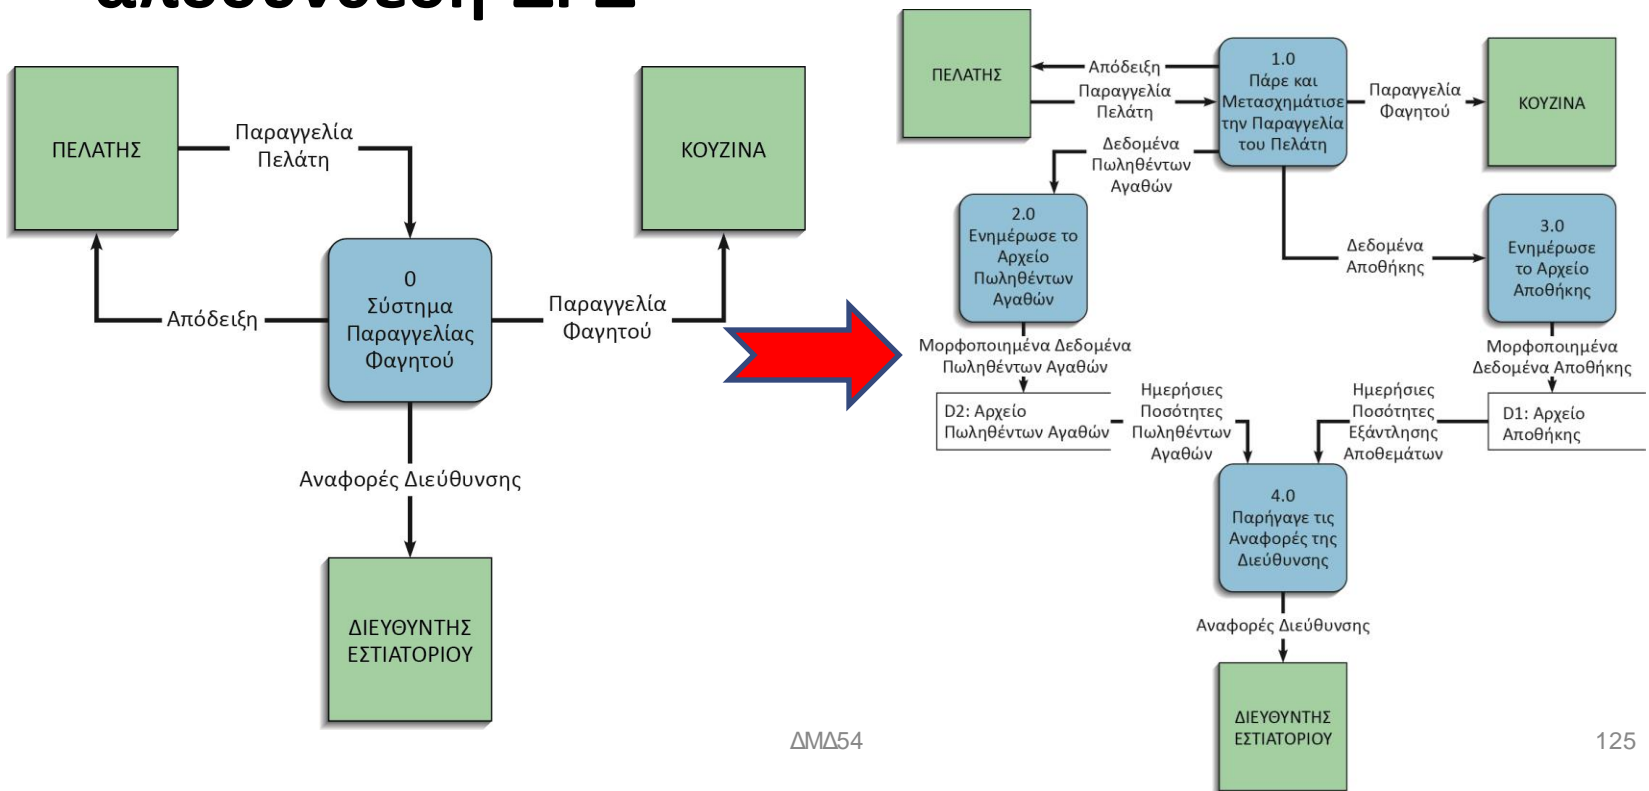 ΠΕΛΑΤΗΣ
Παραγγελία
Πελάτη
ΚΟΥΖΙΝΑ
0
Σύστημα
Παραγγελίας
Φαγητού
Απόδειξη
Παραγγελία
Φαγητού
Αναφορές Διεύθυνσης
ΔΙΕΥΘΥΝΤΗΣ
ΕΣΤΙΑΤΟΡΙΟΥ
ΠΕΛΑΤΗΣ
Απόδειξη
Παραγγελία
Πελάτη
1.0
Πάρε και
Μετασχημάτισε
την Παραγγελία
του Πελάτη
Παραγγελία
Φαγητού
ΚΟΥΖΙΝΑ
Δεδομένα
Πωληθέντων
Αγαθών
2.0
Ενημέρωσε το
Αρχείο
Πωληθέντων
Αγαθών
Δεδομένα
Αποθήκης
3.0
Ενημέρωσε
το Αρχείο
Αποθήκης
Μορφοποιημένα Δεδομένα
Πωληθέντων Αγαθών
Μορφοποιημένα
Δεδομένα Αποθήκης
D2: Αρχείο
Πωληθέντων Αγαθών
Ημερήσιες
Ποσότητες
Πωληθέντων
Αγαθών
Ημερήσιες
Ποσότητες
Εξάντλησης
Αποθεμάτων
D1: Αρχείο
Αποθήκης
4.0
Παρήγαγε τις
Αναφορές της
Διεύθυνσης
Αναφορές Διεύθυνσης
ΔΙΕΥΘΥΝΤΗΣ
ΕΣΤΙΑΤΟΡΙΟΥ
ΔΜΔ54
125